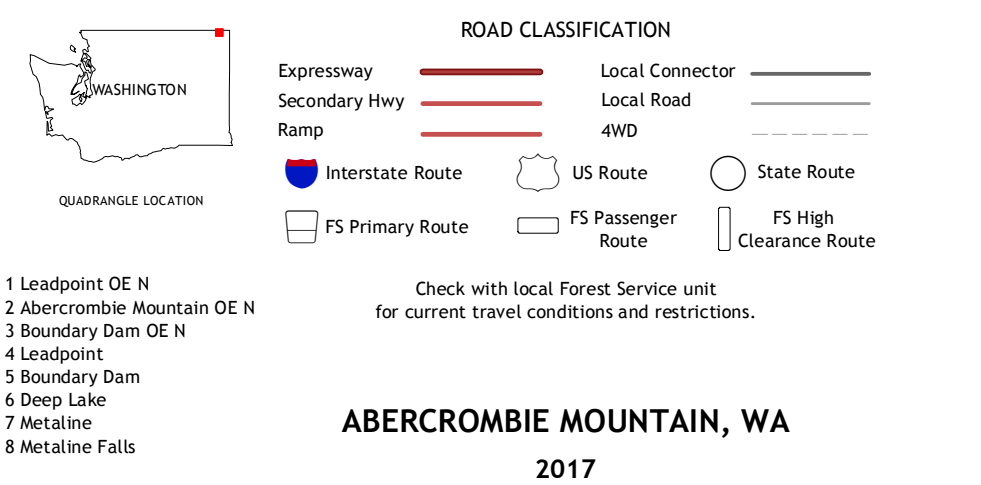 WASHINGTON
QUADRANGLE LOCATION
ROAD CLASSIFICATION
Expressway
Local Connector
Secondary Hwy
Local Road
Ramp
4WD
Interstate Route
US Route
State Route
FS Primary Route
FS Passenger
Route
FS High
Clearance Route
Check with local Forest Service unit
for current travel conditions and restrictions.
1 Leadpoint OE N
2 Abercrombie Mountain OE N
3 Boundary Dam OE N
4 Leadpoint
5 Boundary Dam
6 Deep Lake
7 Metaline
8 Metaline Falls
ABERCROMBIE MOUNTAIN, WA
2017